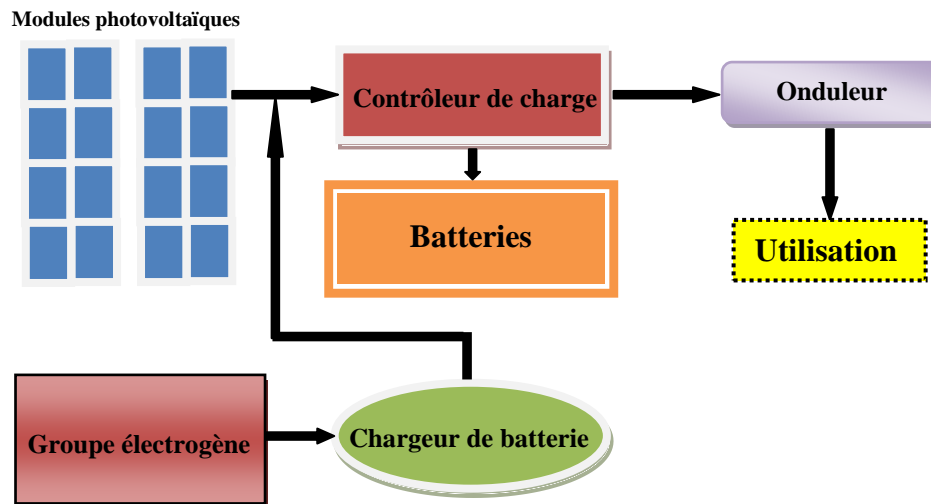 Modules photovoltaïques
Contrôleur de charge
Onduleur
Batteries
Utilisation
Groupe électrogène
Chargeur de batterie